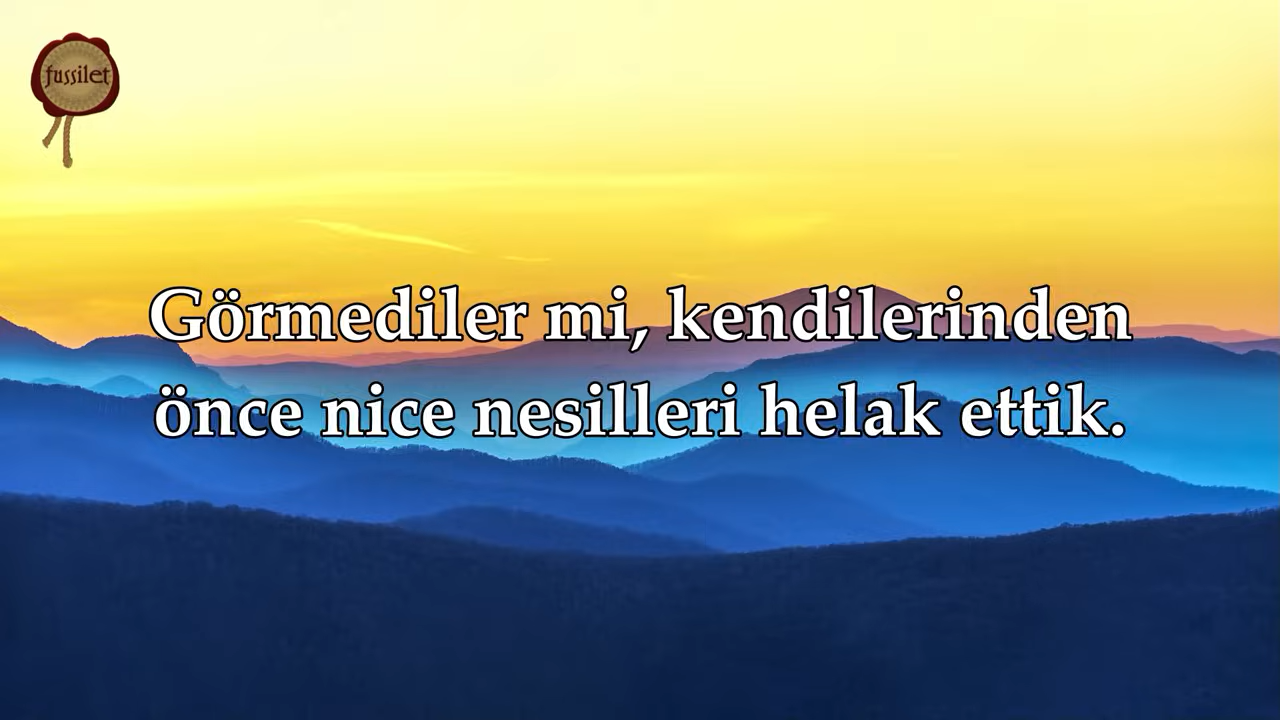 fussilet
Görmediler mi, kendilerinden
önce nice nesilleri helak ettik.